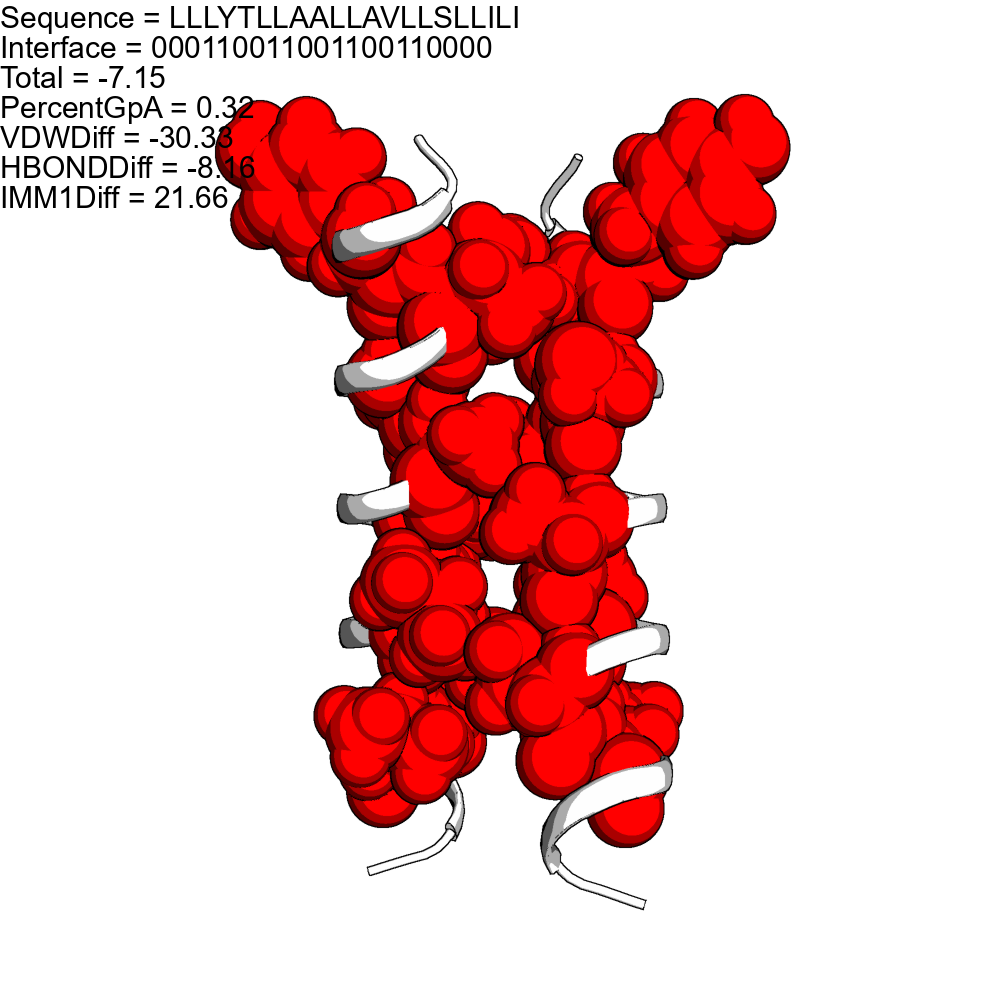 Sequence = LLLYTLLAALLAVLLSLLILI
Interface = 000110011001100110000
Total = -7.15
PercentGpA = 0.32
VDWDiff = -30.33
HBONDDiff = -8.16
IMM1Diff = 21.66